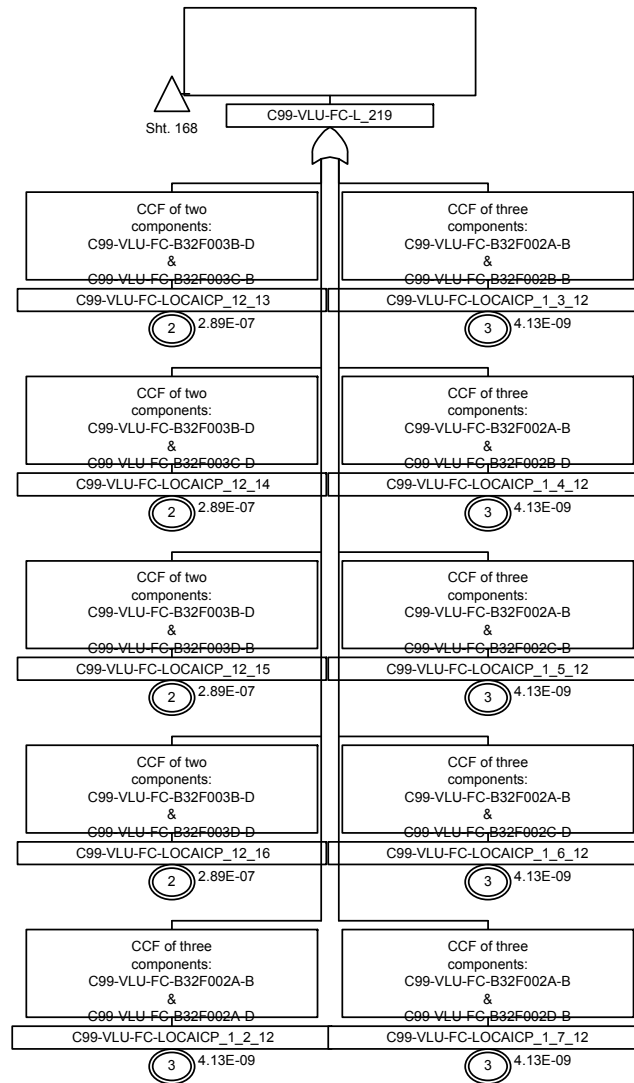 Sht. 168
C99-VLU-FC-L_219
CCF of two
components:
C99-VLU-FC-B32F003B-D
&
C99-VLU-FC-B32F003C-B
C99-VLU-FC-LOCAICP_12_13
2
2.89E-07
CCF of three
components:
C99-VLU-FC-B32F002A-B
&
C99-VLU-FC-B32F002B-B
C99-VLU-FC-LOCAICP_1_3_12
3
4.13E-09
CCF of two
components:
C99-VLU-FC-B32F003B-D
&
C99-VLU-FC-B32F003C-D
C99-VLU-FC-LOCAICP_12_14
2
2.89E-07
CCF of three
components:
C99-VLU-FC-B32F002A-B
&
C99-VLU-FC-B32F002B-D
C99-VLU-FC-LOCAICP_1_4_12
3
4.13E-09
CCF of two
components:
C99-VLU-FC-B32F003B-D
&
C99-VLU-FC-B32F003D-B
C99-VLU-FC-LOCAICP_12_15
2
2.89E-07
CCF of three
components:
C99-VLU-FC-B32F002A-B
&
C99-VLU-FC-B32F002C-B
C99-VLU-FC-LOCAICP_1_5_12
3
4.13E-09
CCF of two
components:
C99-VLU-FC-B32F003B-D
&
C99-VLU-FC-B32F003D-D
C99-VLU-FC-LOCAICP_12_16
2
2.89E-07
CCF of three
components:
C99-VLU-FC-B32F002A-B
&
C99-VLU-FC-B32F002C-D
C99-VLU-FC-LOCAICP_1_6_12
3
4.13E-09
CCF of three
components:
C99-VLU-FC-B32F002A-B
&
C99-VLU-FC-B32F002A-D
C99-VLU-FC-LOCAICP_1_2_12
3
4.13E-09
CCF of three
components:
C99-VLU-FC-B32F002A-B
&
C99-VLU-FC-B32F002D-B
C99-VLU-FC-LOCAICP_1_7_12
3
4.13E-09